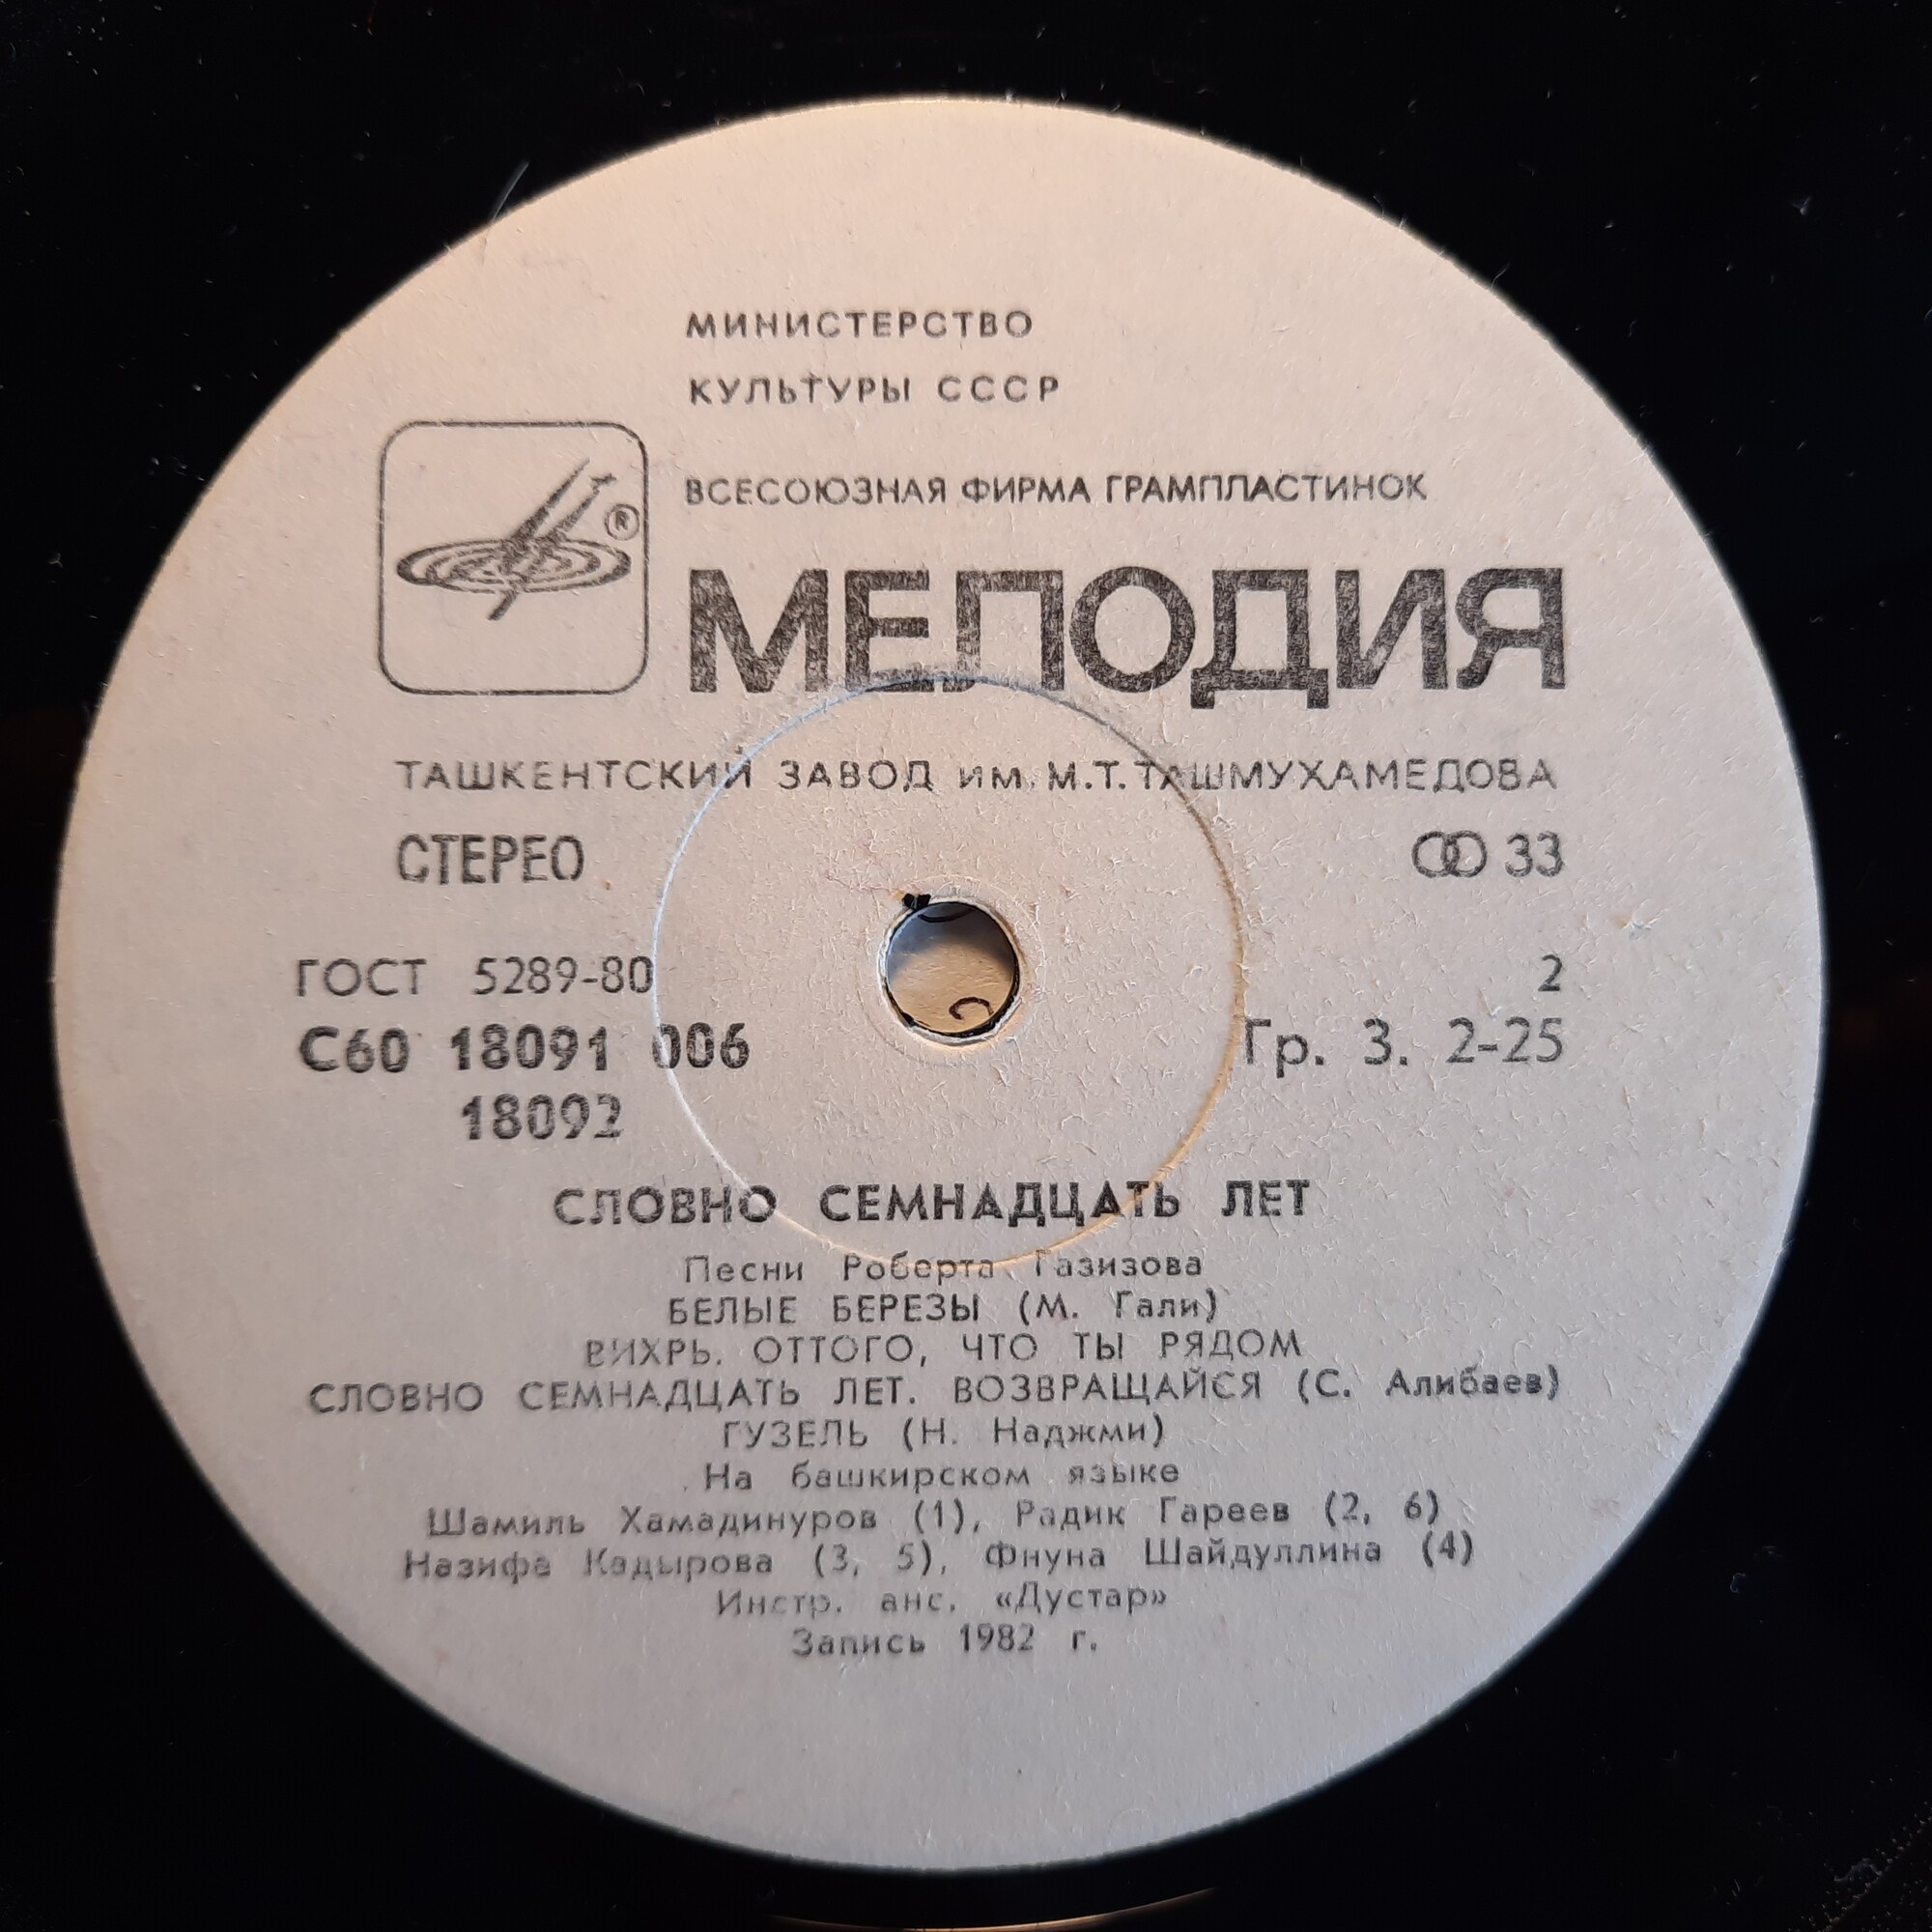 МИНИСТЕРСТВО
КУЛЬТУРЫ СССР
®
ВСЕСОЮЗНАЯ ФИРМА ГРАМПЛАСТИНОК
МЕЛОДИЯ
ТАШКЕНТСКИЙ ЗАВОД им. М.Т. ТАШМУХАМЕДОВА
СТЕРЕО 33
ГОСТ 5289-80 2
С60 18091 006 Гр. 3. 2-25
18092
СЛОВНО СЕМНАДЦАТЬ ЛЕТ
Песни Роберта Газизова
БЕЛЫЕ БЕРЕЗЫ (М. Гали)
ВИХРЬ. ОТТОГО, ЧТО ТЫ РЯДОМ
СЛОВНО СЕМНАДЦАТЬ ЛЕТ. ВОЗВРАЩАЙСЯ (С. Алибаев)
ГУЗЕЛЬ (Н. Наджми)
На башкирском языке
Шамиль Хамадинуров (1), Радик Гареев (2, 6)
Назифа Кадырова (3, 5), Фнуна Шайдуллина (4)
Инстр. анс. «Дустар»
Запись 1982 г.